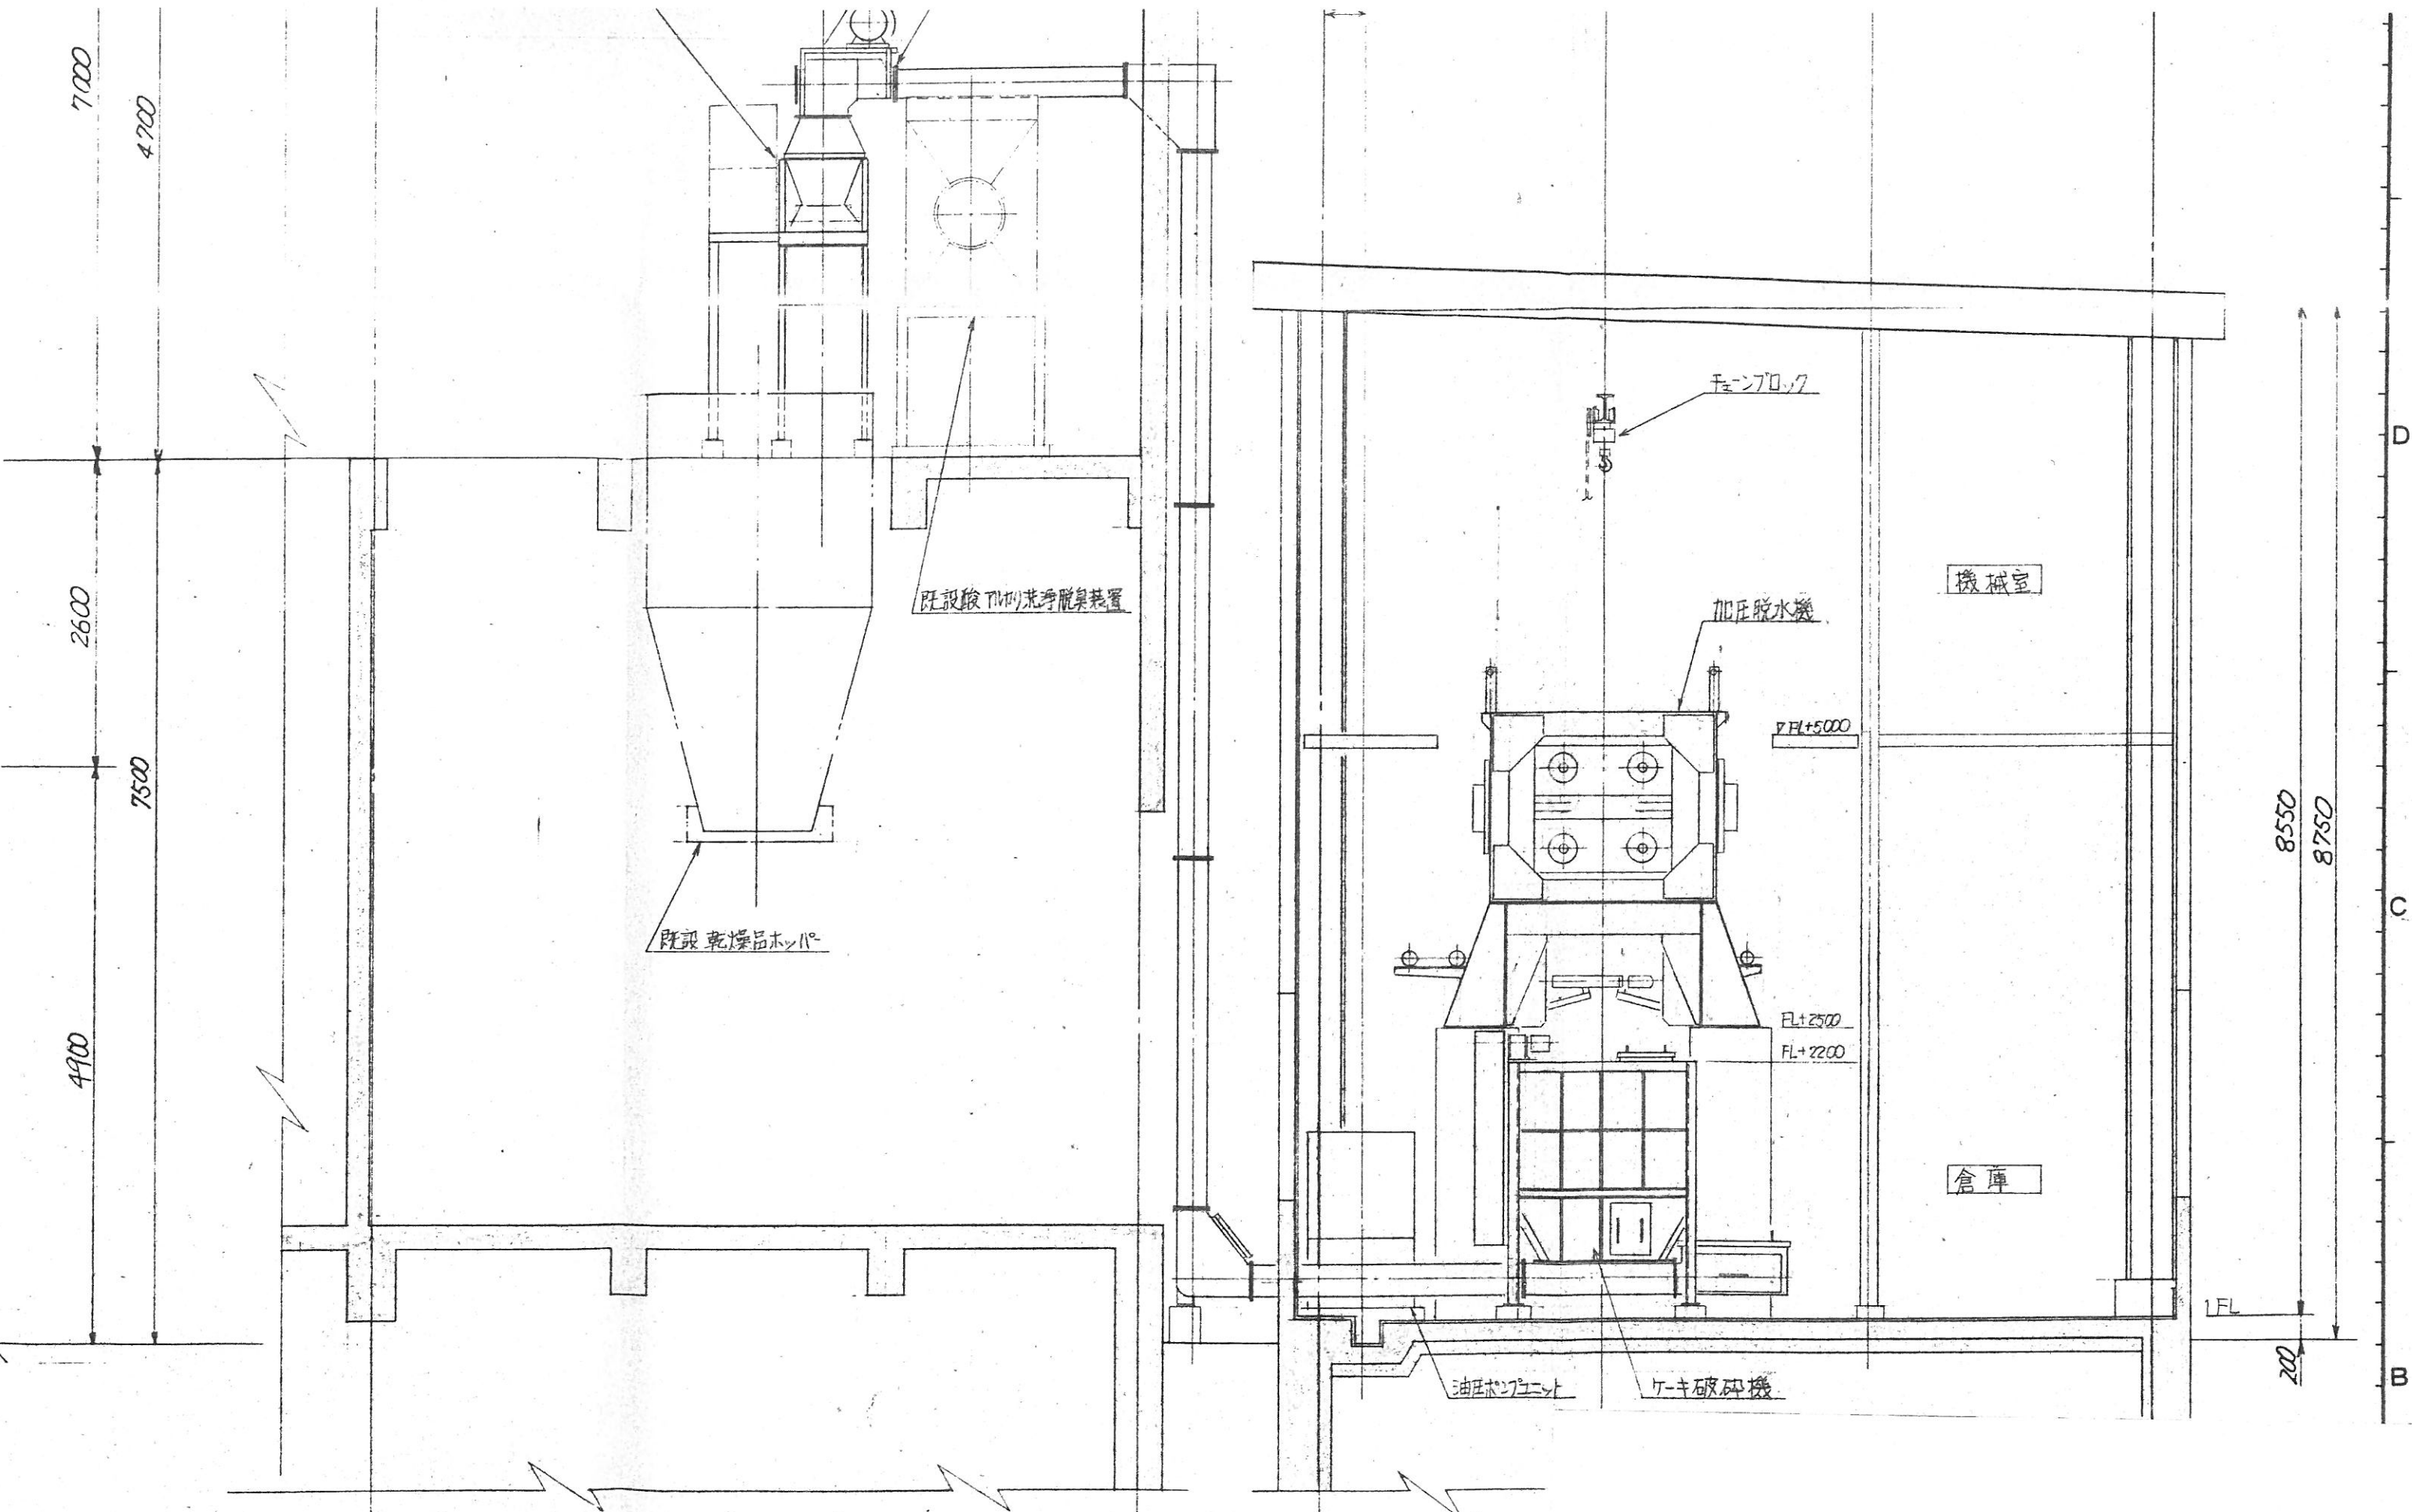 7000
4700
チェーンブロック
D
機械室
2600
既設酸アルカリ洗浄脱臭装置
加圧脱水機
▽FL+5000
7500
8550
8750
C
既設 乾燥品ホッパー
FL+2500
4900
FL+2200
倉庫
FL
200
油圧ポンプユニット
ケーキ破砕機
B